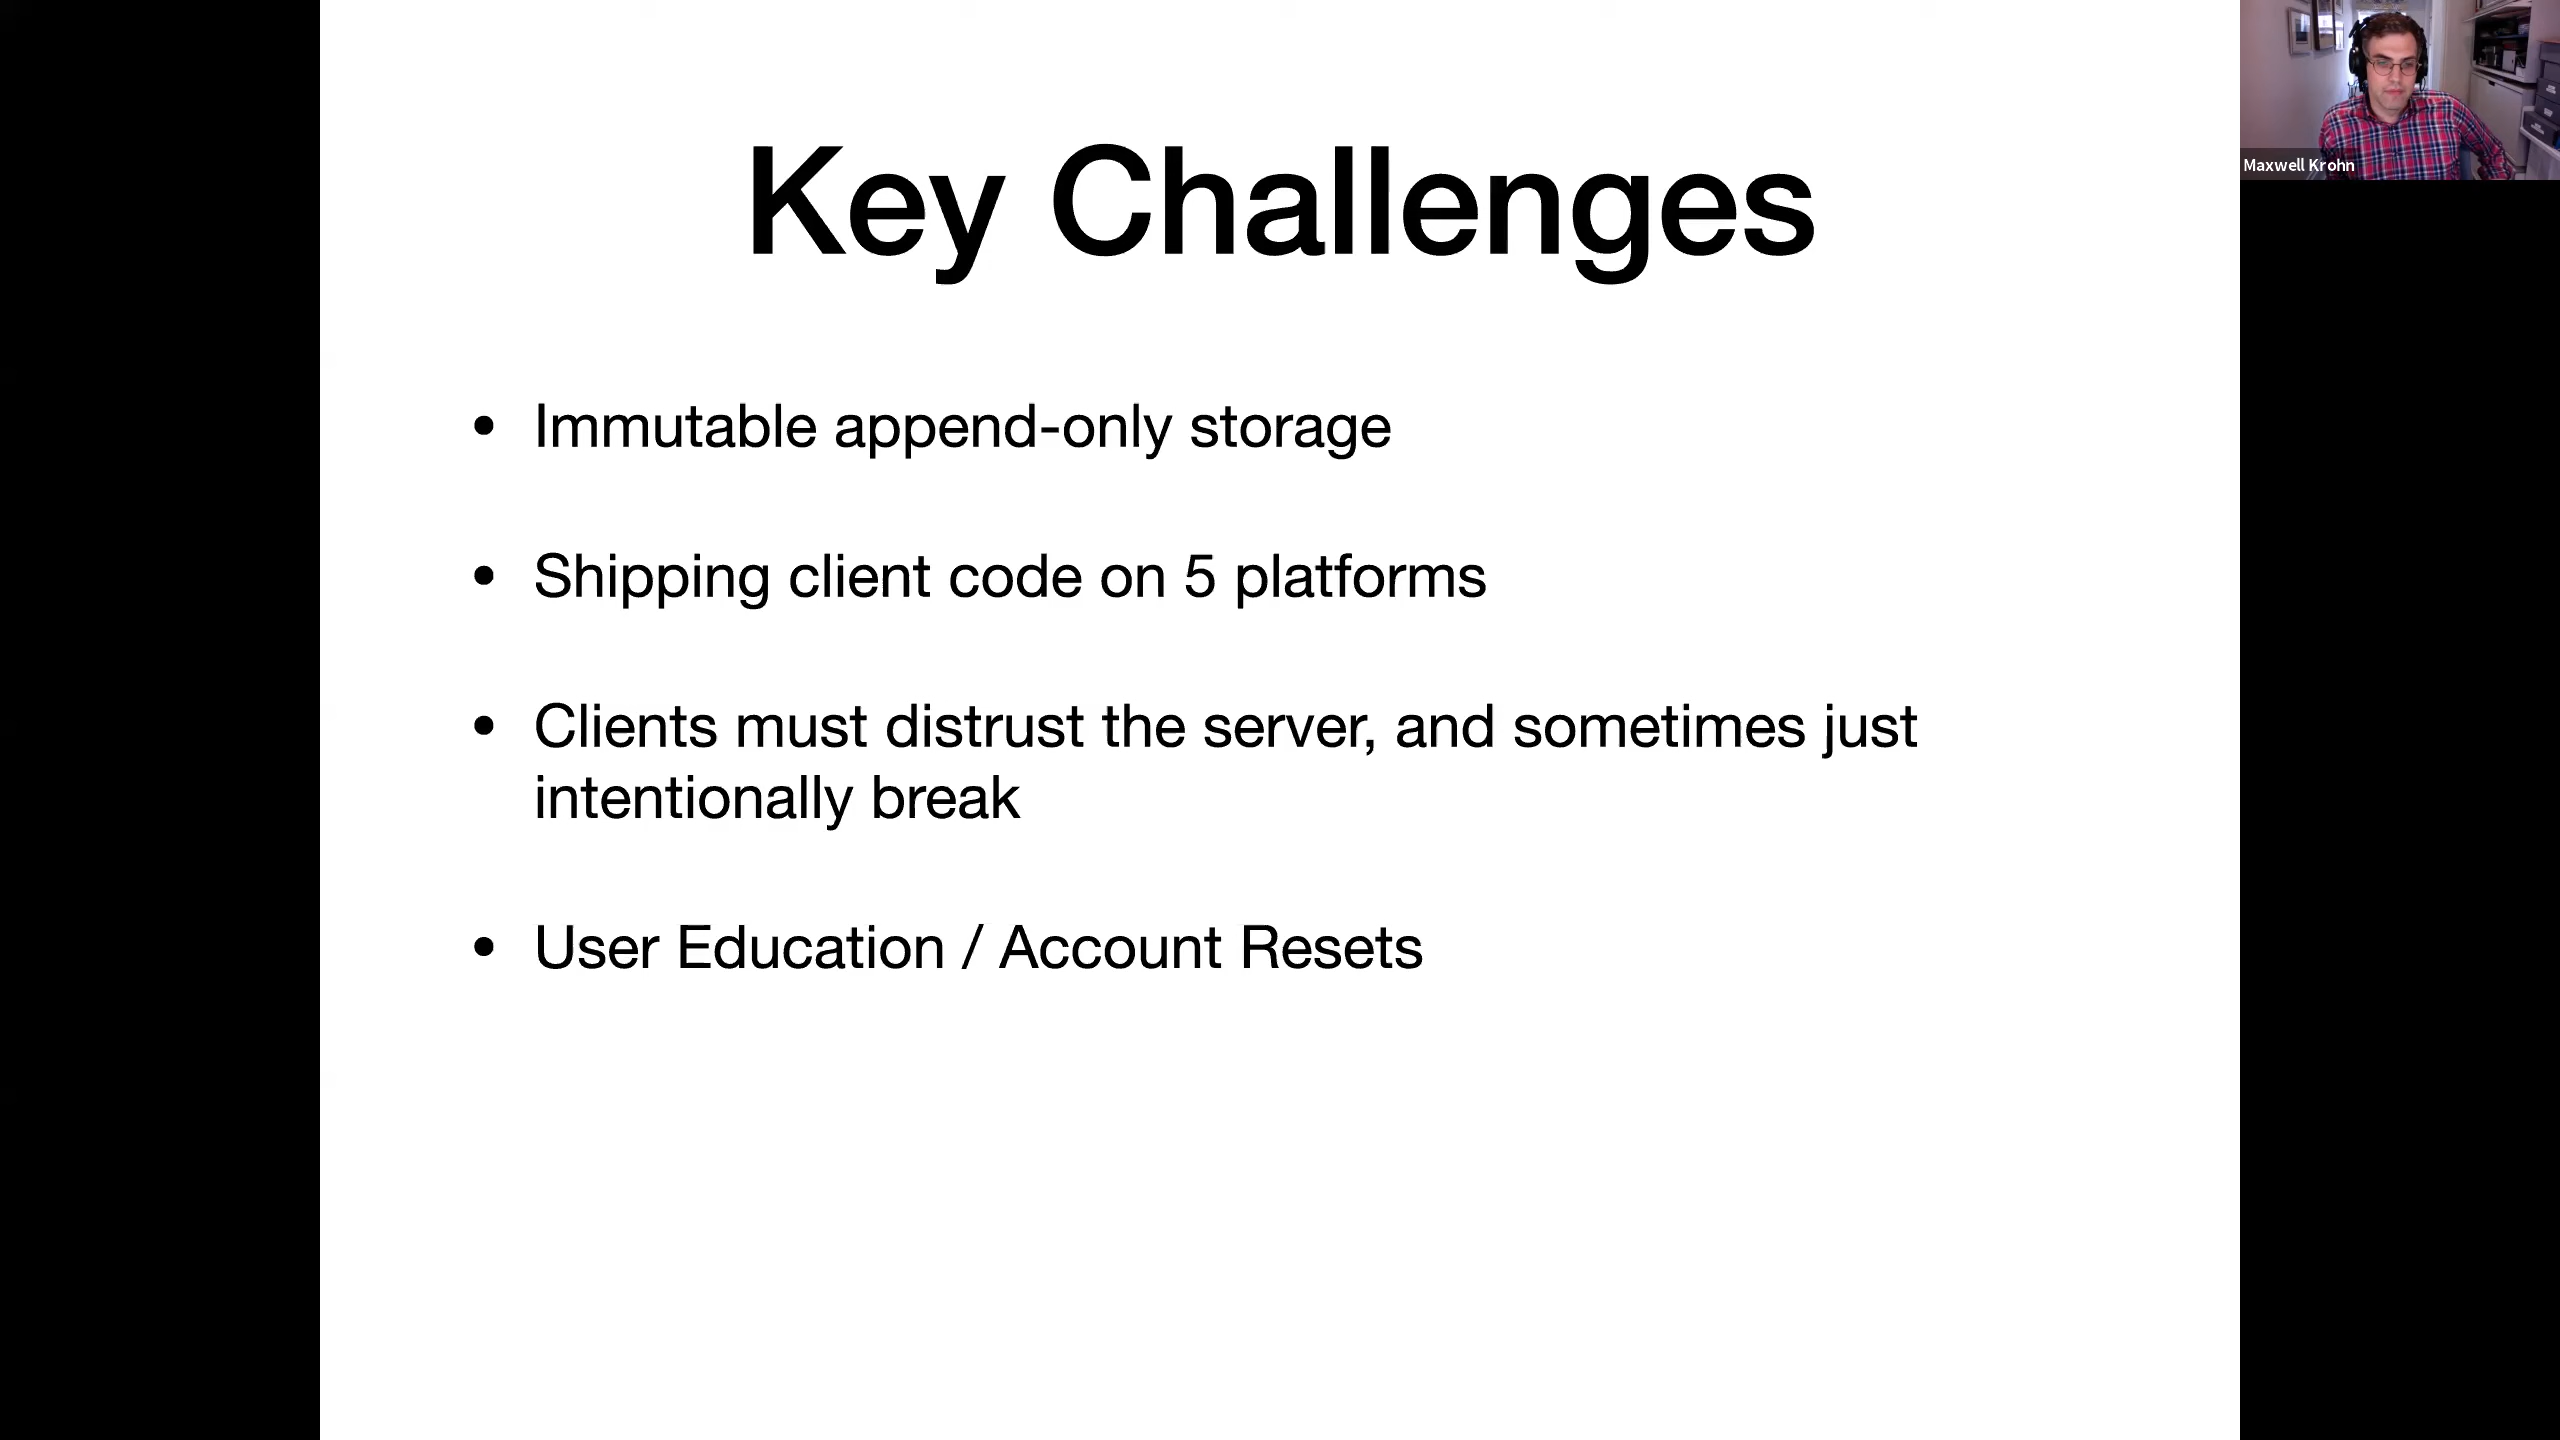 Key Challenges
• Immutable append-only storage
• Shipping client code on 5 platforms
• Clients must distrust the server, and sometimes just
intentionally break
• User Education / Account Resets
Maxwell Krohn